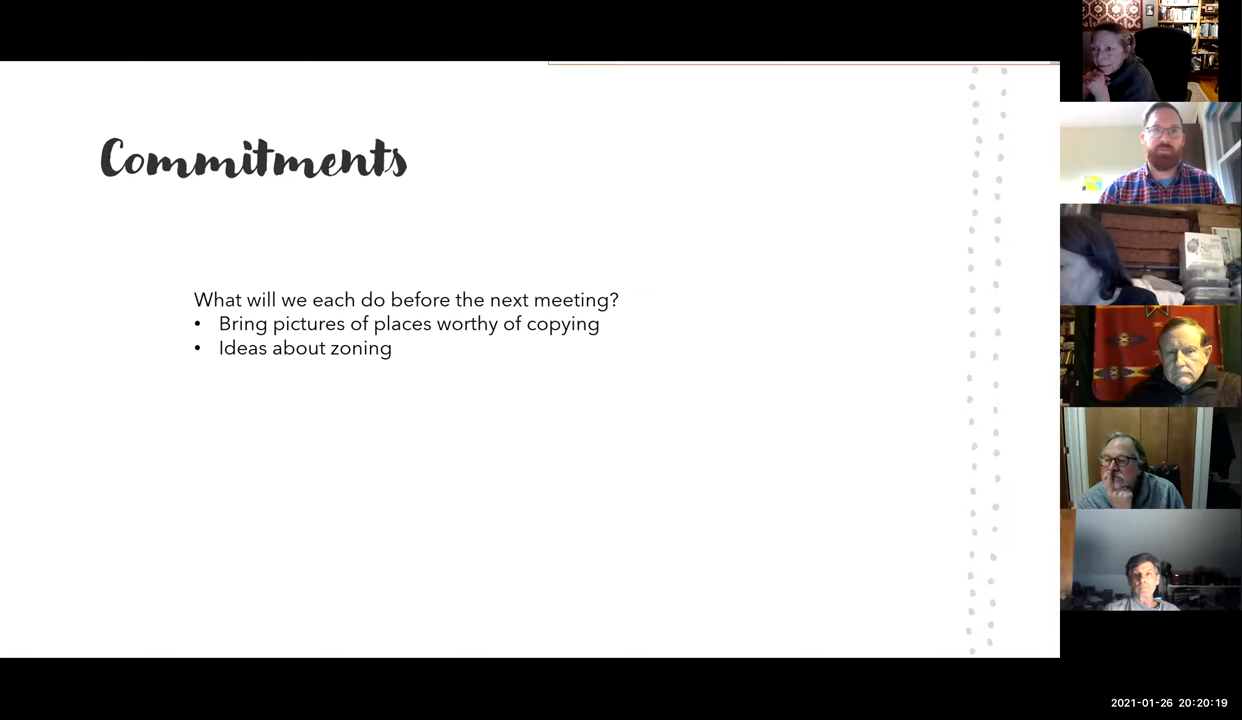 Commitments
What will we each do before the next meeting?
• Bring pictures of places worthy of copying
• Ideas about zoning
2021-01-26 20:20:19